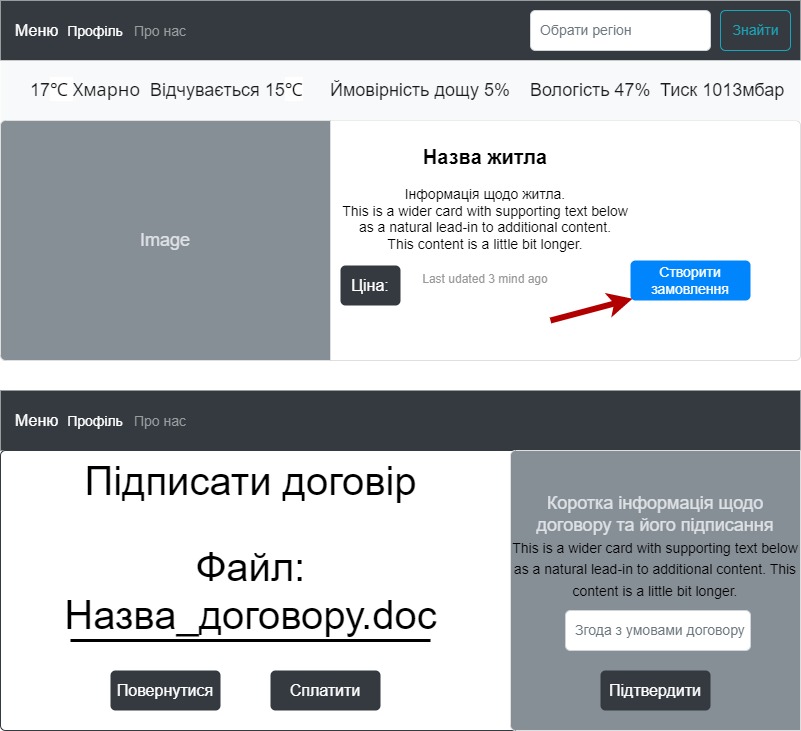 Меню Профіль Про нас Обрати регіон Знайти
17℃ Хмарно Відчувається 15℃ Ймовірність дощу 5% Вологість 47% Тиск 1013мбар
Image
Назва житла
Інформація щодо житла.
This is a wider card with supporting text below
as a natural lead-in to additional content.
This content is a little bit longer.
Ціна:
Last udated 3 mind ago
Створити
замовлення
Меню Профіль Про нас
Підписати договір
Файл:
Назва_договору.doc
Повернутися Сплатити
Коротка інформація щодо
договору та його підписання
This is a wider card with supporting text below
as a natural lead-in to additional content. This
content is a little bit longer.
Згода з умовами договору
Підтвердити